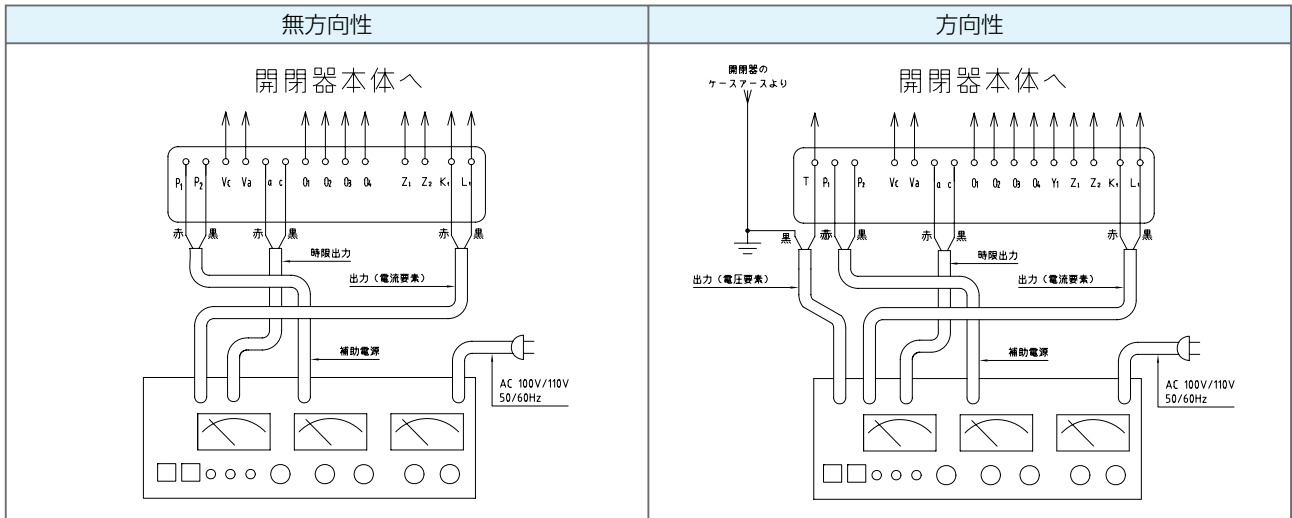 無方向性
開閉器本体へ
P₁ P₂ Vc Va a c O₁ O₂ O₃ O₄ Z₁ Z₂ K₁ L₁
赤 黒 赤 黒 赤 黒
時限出力
出力（電流要素）
補助電源
AC 100V/110V
50/60Hz
方向性
開閉器の
ケースアースより
開閉器本体へ
T P₁ P₂ Vc Va a c O₁ O₂ O₃ O₄ Y₁ Z₁ Z₂ K₁ L₁
黒 赤 赤 黒 赤 黒 赤 黒
時限出力
出力（電圧要素）
出力（電流要素）
補助電源
AC 100V/110V
50/60Hz